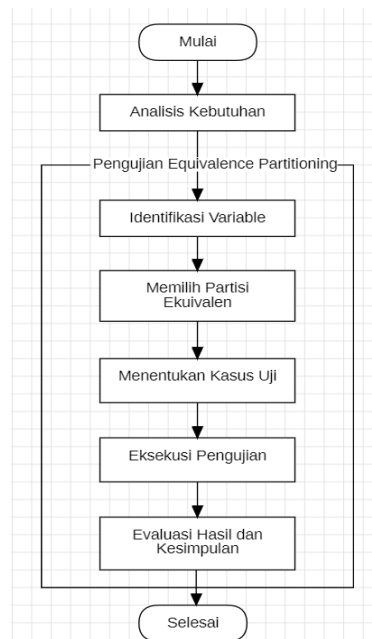 Mulai
Analisis Kebutuhan
Pengujian Equivalence Partitioning
Identifikasi Variable
Memilih Partisi
Ekuivalen
Menentukan Kasus Uji
Eksekusi Pengujian
Evaluasi Hasil dan
Kesimpulan
Selesai